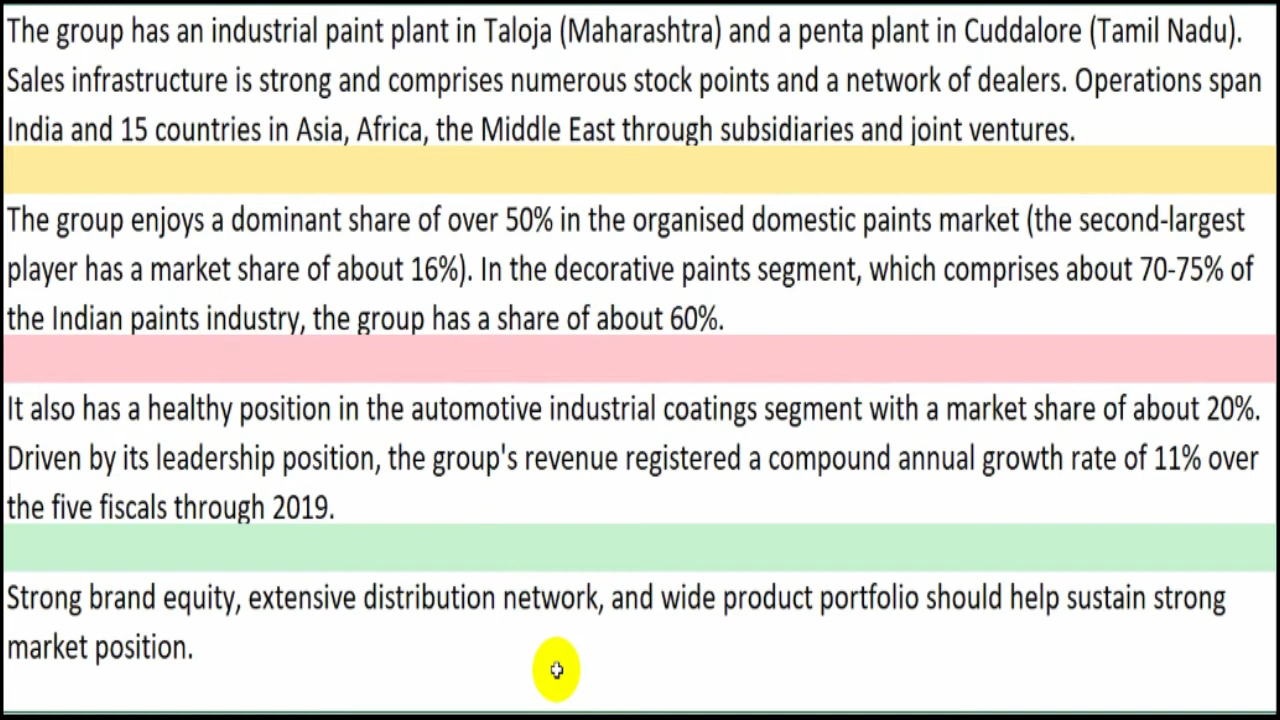 The group has an industrial paint plant in Taloja (Maharashtra) and a penta plant in Cuddalore (Tamil Nadu).
Sales infrastructure is strong and comprises numerous stock points and a network of dealers. Operations span
India and 15 countries in Asia, Africa, the Middle East through subsidiaries and joint ventures.
The group enjoys a dominant share of over 50% in the organised domestic paints market (the second-largest
player has a market share of about 16%). In the decorative paints segment, which comprises about 70-75% of
the Indian paints industry, the group has a share of about 60%.
It also has a healthy position in the automotive industrial coatings segment with a market share of about 20%.
Driven by its leadership position, the group's revenue registered a compound annual growth rate of 11% over
the five fiscals through 2019.
Strong brand equity, extensive distribution network, and wide product portfolio should help sustain strong
market position.